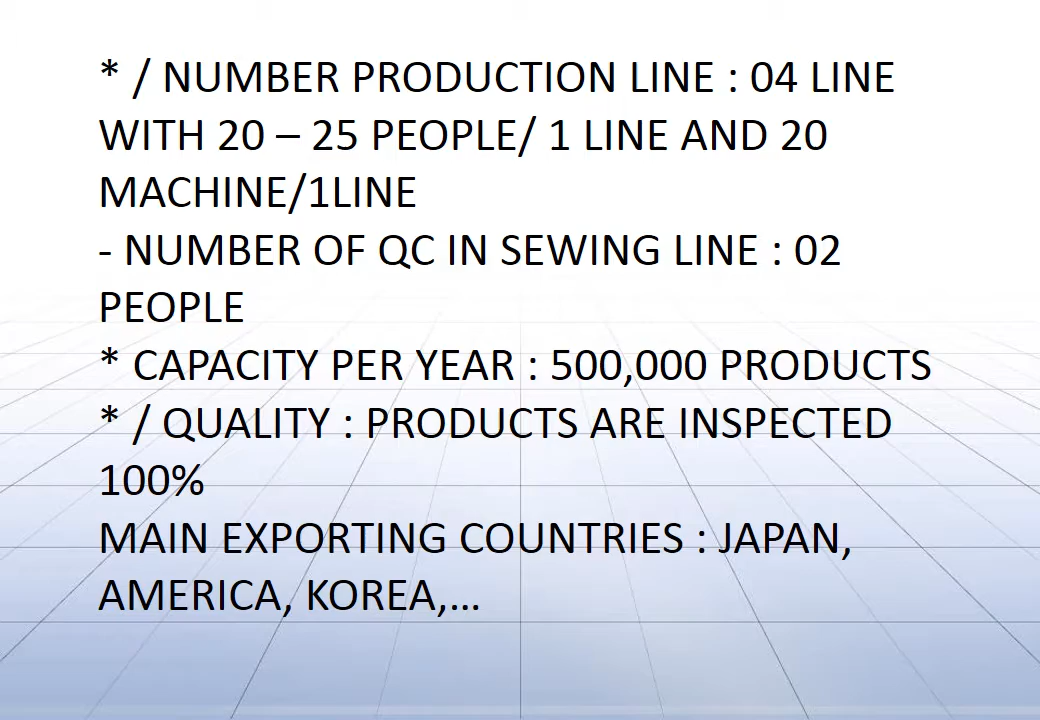 * / NUMBER PRODUCTION LINE : 04 LINE
WITH 20 – 25 PEOPLE/ 1 LINE AND 20
MACHINE/1LINE
- NUMBER OF QC IN SEWING LINE : 02
PEOPLE
* CAPACITY PER YEAR : 500,000 PRODUCTS
* / QUALITY : PRODUCTS ARE INSPECTED
100%
MAIN EXPORTING COUNTRIES : JAPAN,
AMERICA, KOREA,...